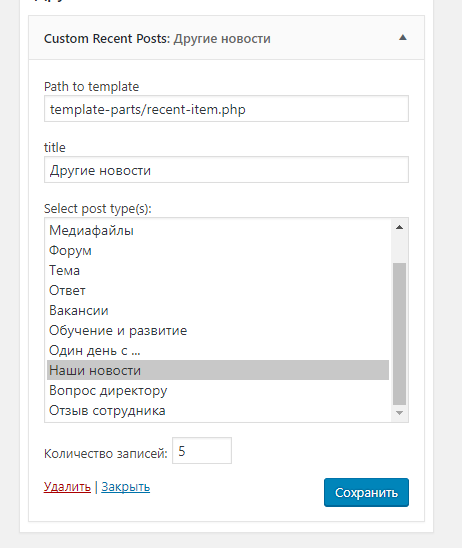 Custom Recent Posts: Другие новости
Path to template
template-parts/recent-item.php
title
Другие новости
Select post type(s):
Медиафайлы
Форум
Тема
Ответ
Вакансии
Обучение и развитие
Один день с ...
Наши новости
Вопрос директору
Отзыв сотрудника
Количество записей: 5
Удалить | Закрыть
Сохранить